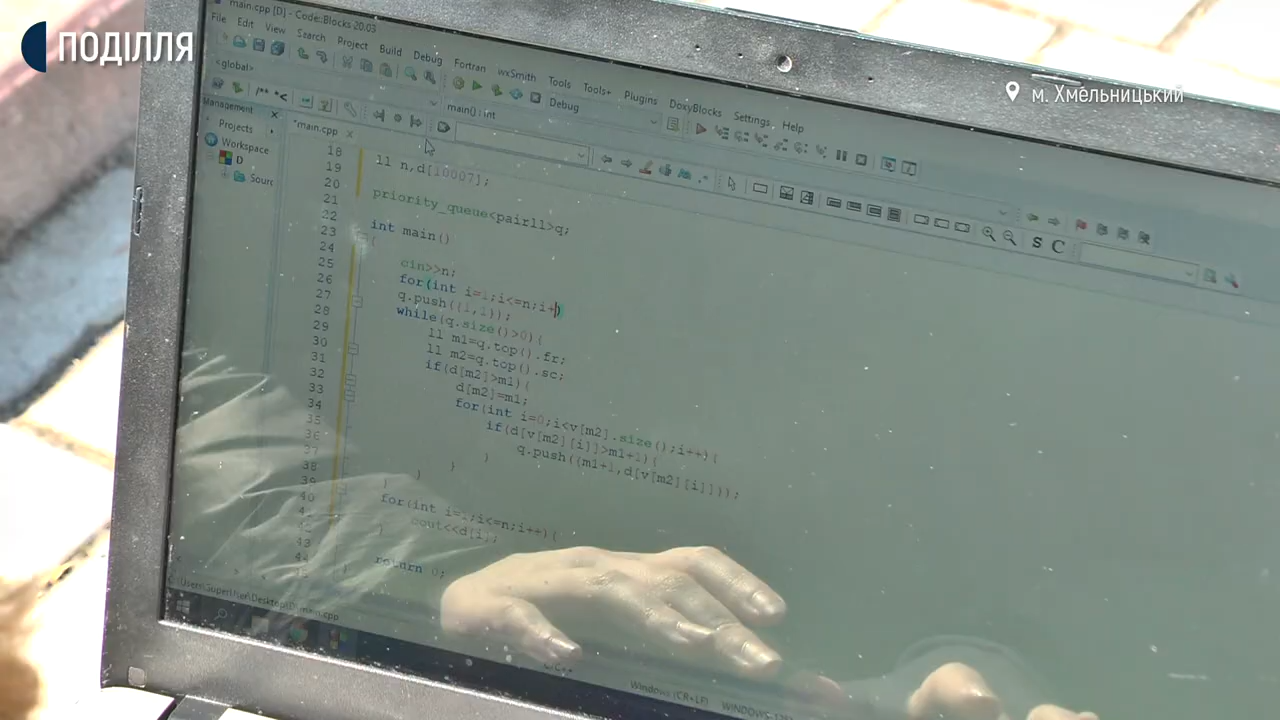 ПОДІЛЛЯ
м. Хмельницький
main.cpp [D] - Code::Blocks 20.03
File Edit View Search Project Build Debug Fortran wxSmith Tools Tools+ Plugins DoxyBlocks Settings Help
<global>
main() : int
Debug
Management
Projects
Workspace
D
Sourc
*main.cpp
18
19 ll n,d[10007];
20
21 priority_queue<pairll>q;
22
23 int main()
24 {
25 cin>>n;
26 for(int i=1;i<=n;i+)
27 q.push({1,1});
28 while(q.size()>0){
29 ll m1=q.top().fr;
30 ll m2=q.top().sc;
31 if(d[m2]>m1){
32 d[m2]=m1;
33 for(int i=0;i<v[m2].size();i++){
34 if(d[v[m2][i]]>m1+1){
35 q.push({m1+1,d[v[m2][i]]});
36 }
37 }
38 }
39 }
40 for(int i=1;i<=n;i++){
cout<<d[i];
}
43 return 0;
44 }
C/C++
Windows (CR+LF)